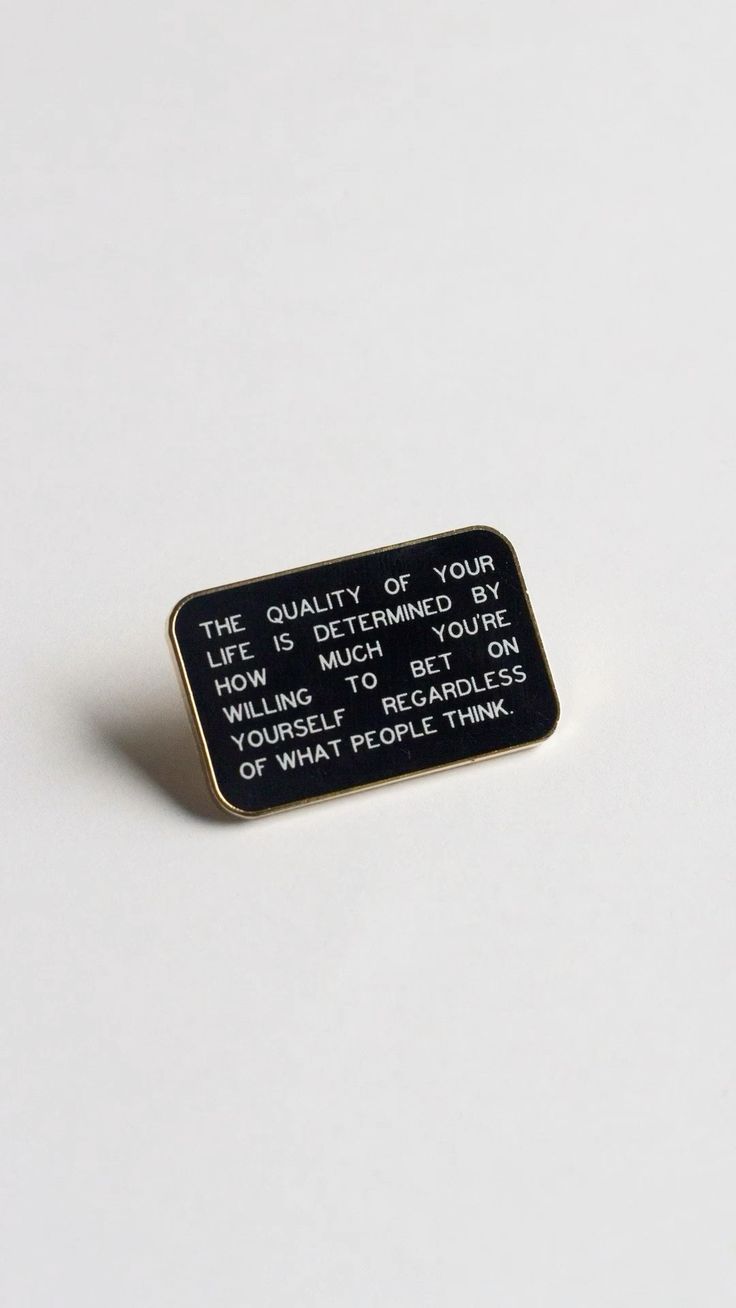 THE QUALITY OF YOUR
LIFE IS DETERMINED BY
HOW MUCH YOU'RE
WILLING TO BET ON
YOURSELF REGARDLESS
OF WHAT PEOPLE THINK.